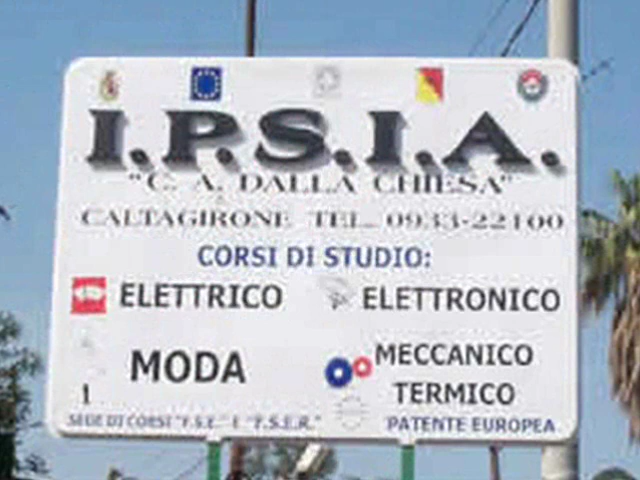 I.P.S.I.A.
"C. A. DALLA CHIESA"
CALTAGIRONE TEL. 0933-22100
CORSI DI STUDIO:
ELETTRICO ELETTRONICO
MODA MECCANICO
TERMICO
SEDE DI CORSI "F.S.E." E "F.S.E.R." PATENTE EUROPEA